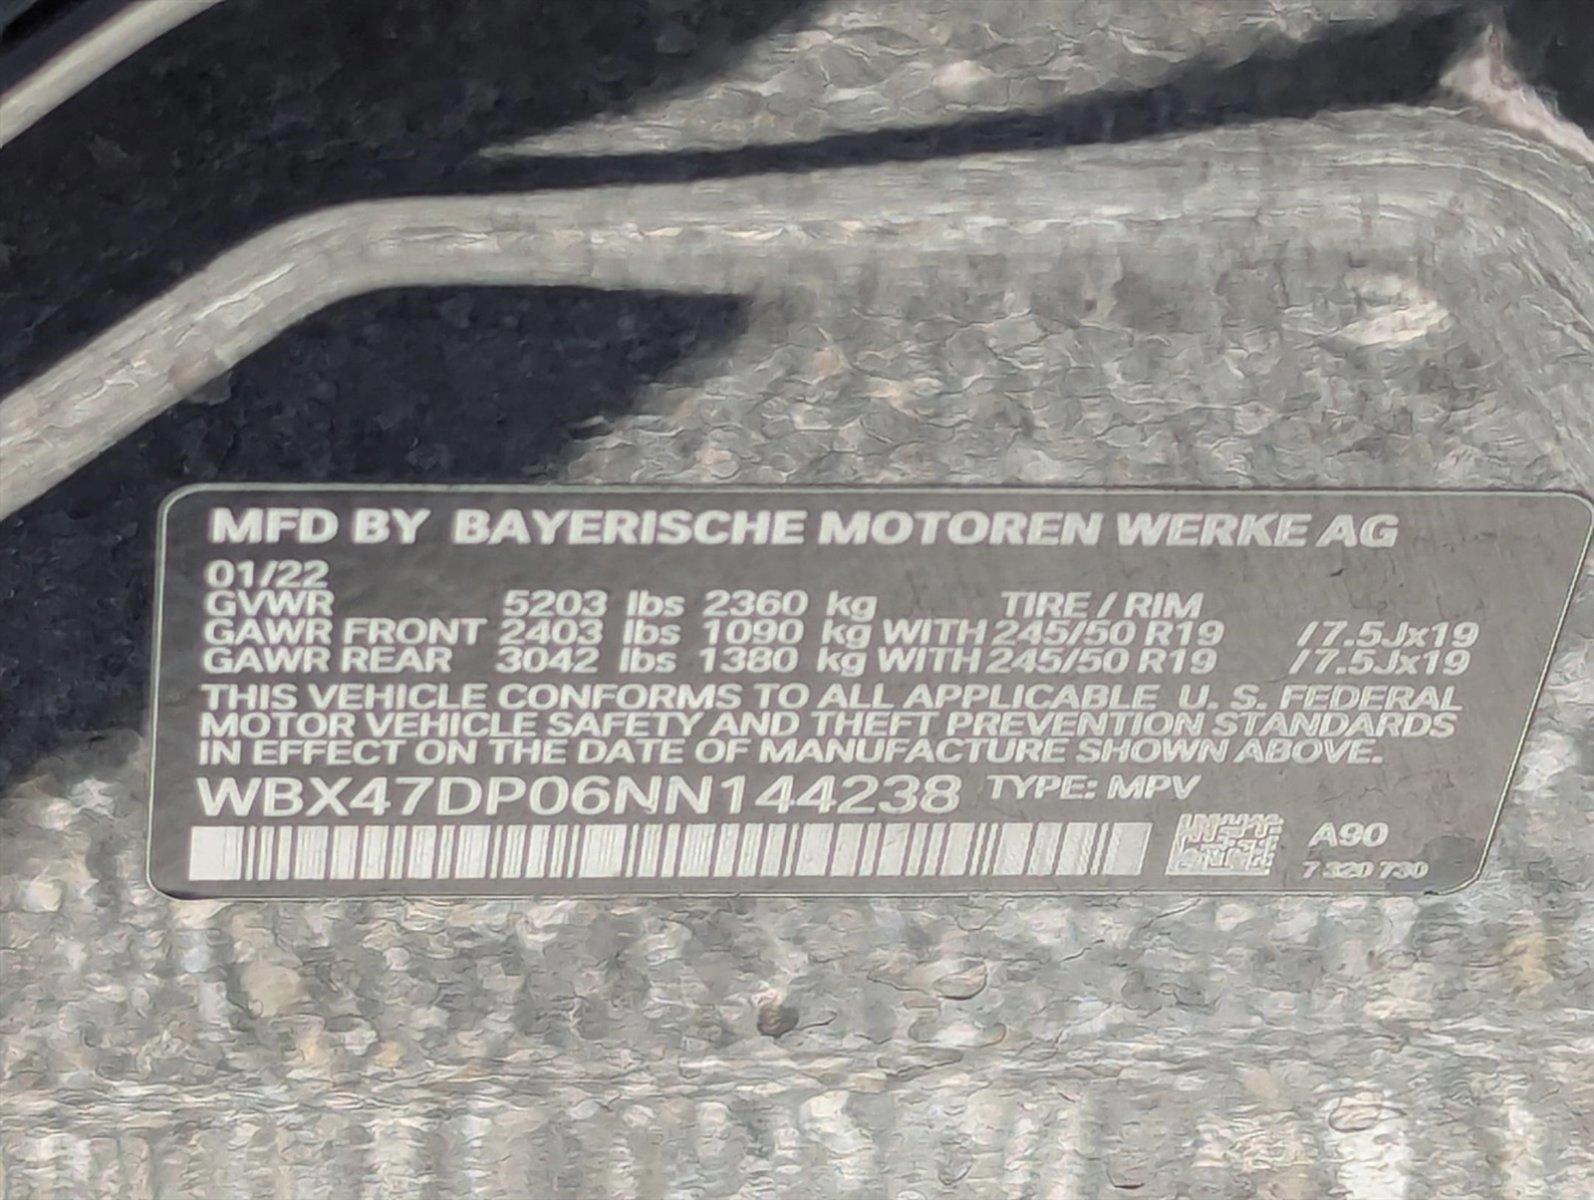 MFD BY BAYERISCHE MOTOREN WERKE AG
01/22
GVWR 5203 lbs 2360 kg TIRE / RIM
GAWR FRONT 2403 lbs 1090 kg WITH 245/50 R19 /7.5Jx19
GAWR REAR 3042 lbs 1380 kg WITH 245/50 R19 /7.5Jx19
THIS VEHICLE CONFORMS TO ALL APPLICABLE U. S. FEDERAL
MOTOR VEHICLE SAFETY AND THEFT PREVENTION STANDARDS
IN EFFECT ON THE DATE OF MANUFACTURE SHOWN ABOVE.
WBX47DP06NN144238 TYPE: MPV
A90
7 320 730